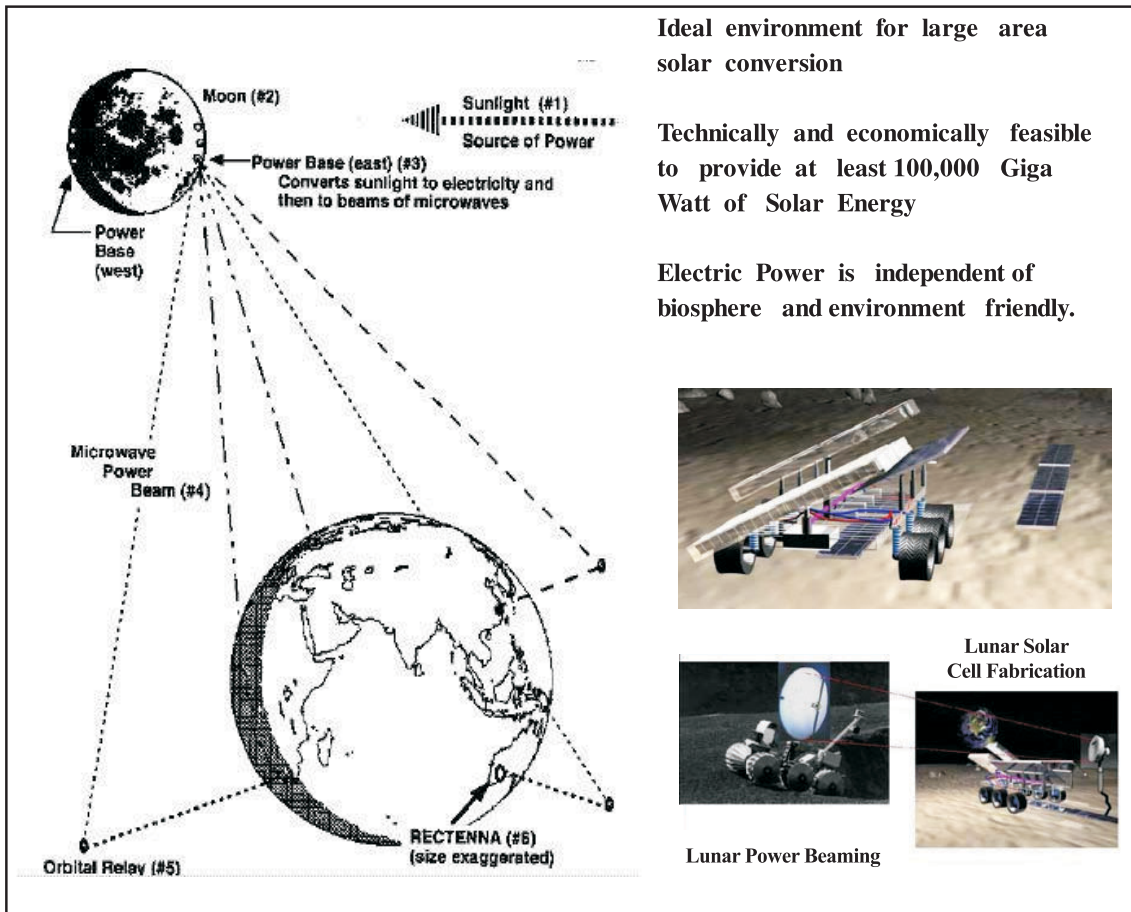 Ideal environment for large area
solar conversion
Technically and economically feasible
to provide at least 100,000 Giga
Watt of Solar Energy
Electric Power is independent of
biosphere and environment friendly.
Moon (#2)
Sunlight (#1)
Source of Power
Power Base (east) (#3)
Converts sunlight to electricity and
then to beams of microwaves
Power
Base
(west)
Microwave
Power
Beam (#4)
RECTENNA (#6)
(size exaggerated)
Orbital Relay (#5)
Lunar Solar
Cell Fabrication
Lunar Power Beaming